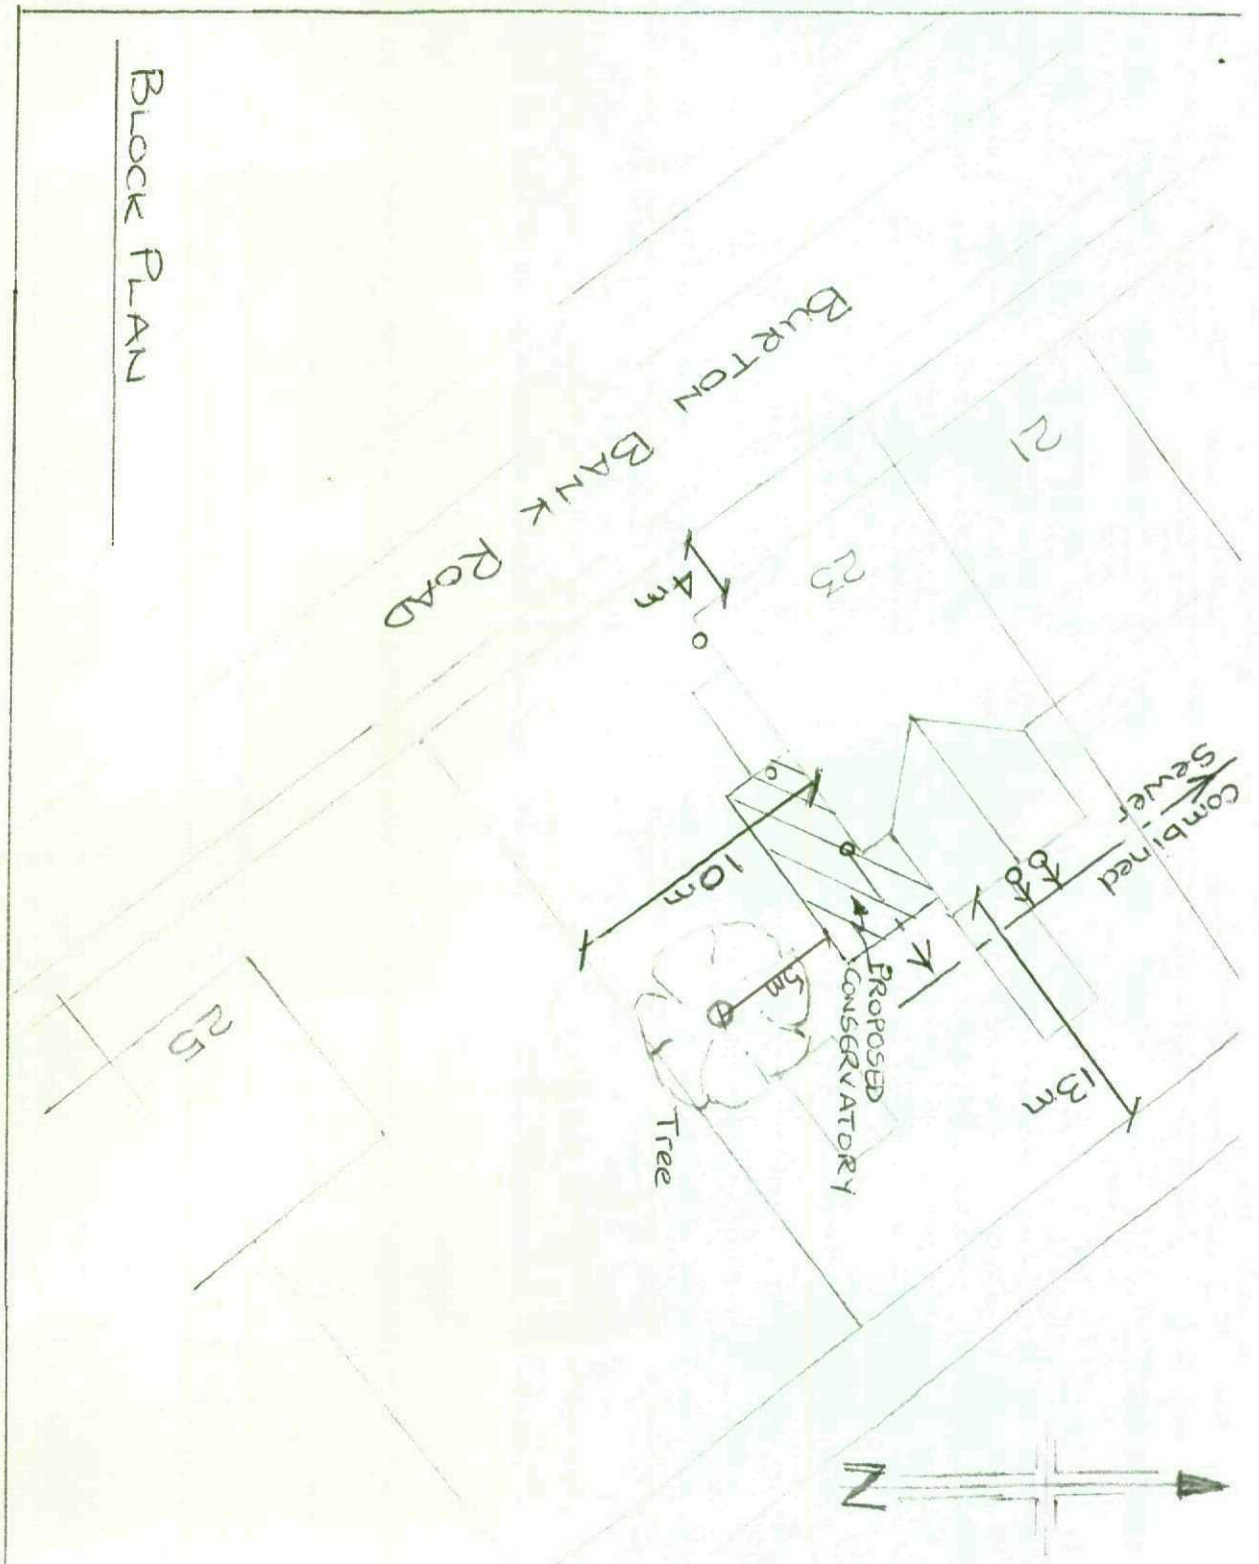 BLOCK PLAN
BURTON BANK ROAD
21
23
25
4m
10m
5m
13m
Combined
Sewer
PROPOSED
CONSERVATORY
Tree
N